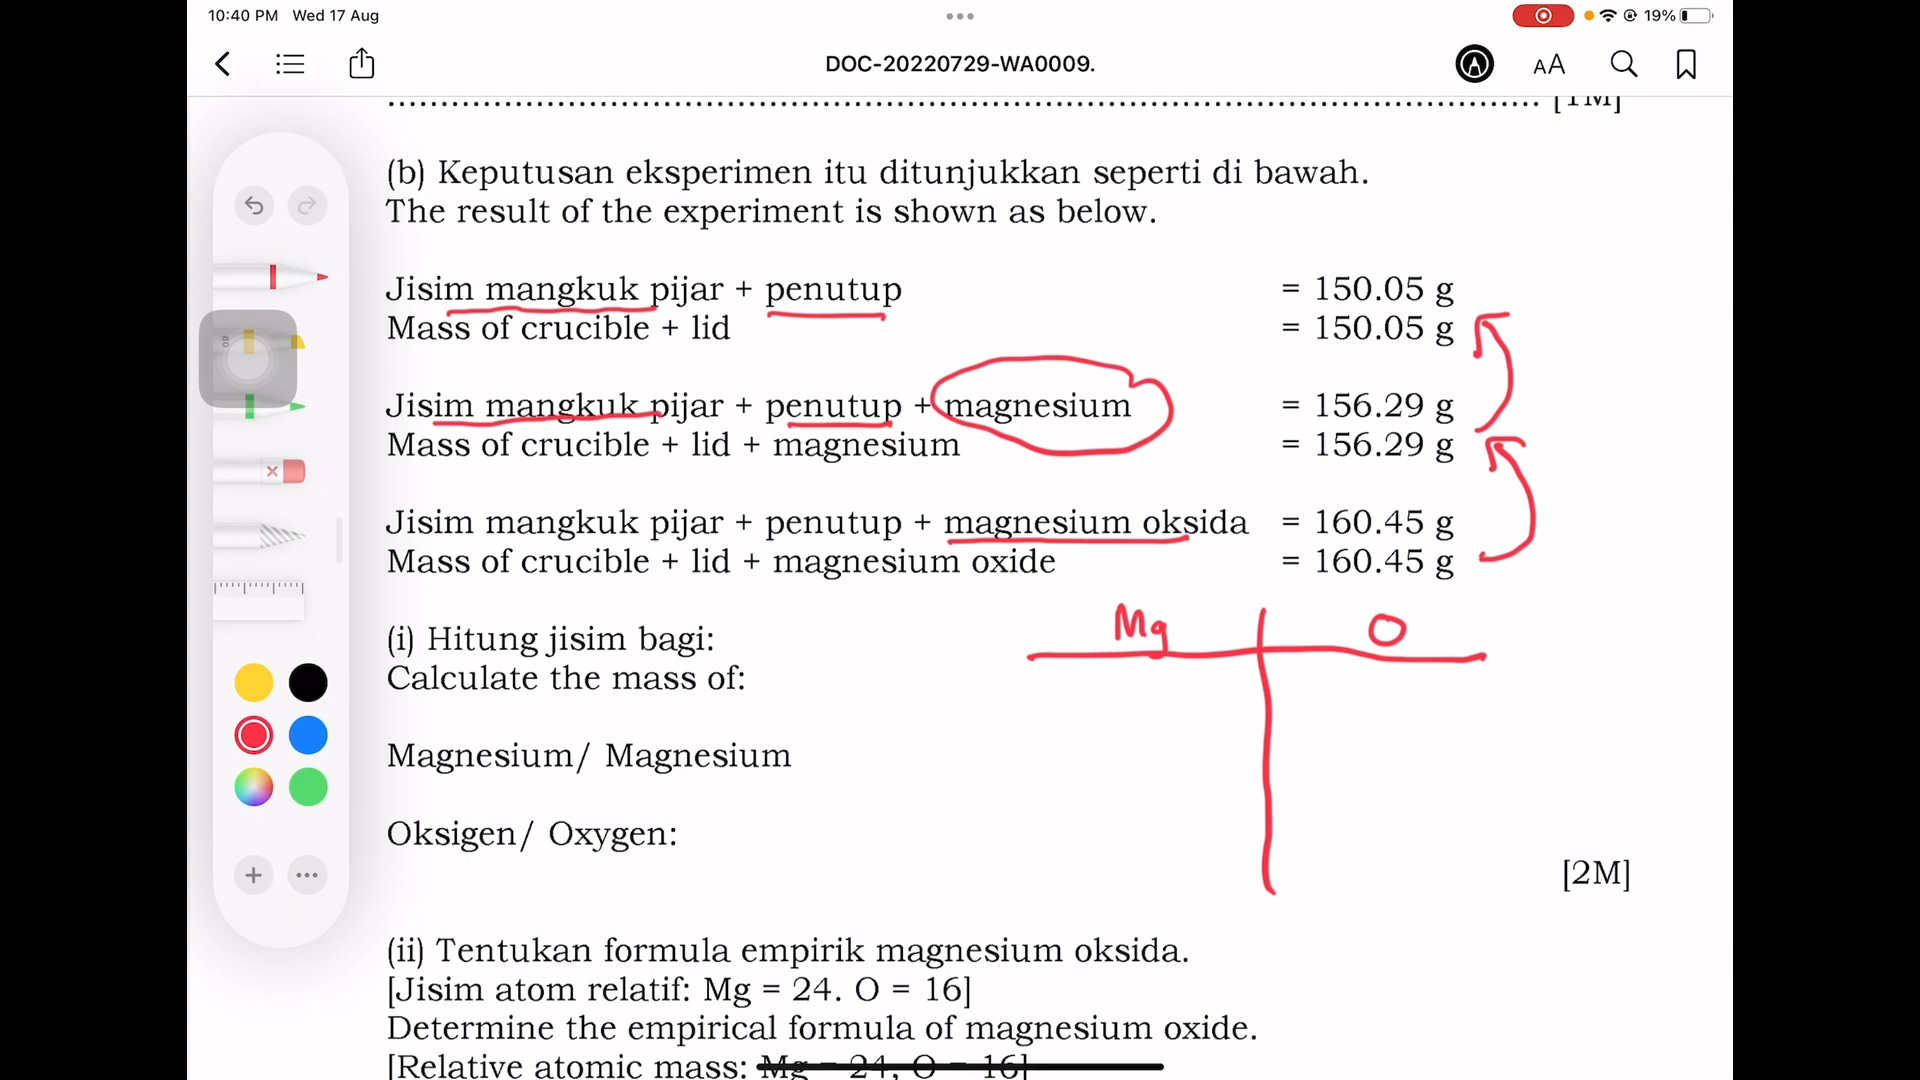 10:40 PM Wed 17 Aug
19%
DOC-20220729-WA0009.
AA
[1M]
(b) Keputusan eksperimen itu ditunjukkan seperti di bawah.
The result of the experiment is shown as below.
Jisim mangkuk pijar + penutup = 150.05 g
Mass of crucible + lid = 150.05 g
Jisim mangkuk pijar + penutup + magnesium = 156.29 g
Mass of crucible + lid + magnesium = 156.29 g
Jisim mangkuk pijar + penutup + magnesium oksida = 160.45 g
Mass of crucible + lid + magnesium oxide = 160.45 g
Mg O
(i) Hitung jisim bagi:
Calculate the mass of:
Magnesium/ Magnesium
Oksigen/ Oxygen:
[2M]
(ii) Tentukan formula empirik magnesium oksida.
[Jisim atom relatif: Mg = 24. O = 16]
Determine the empirical formula of magnesium oxide.
[Relative atomic mass: Mg = 24, O = 16]